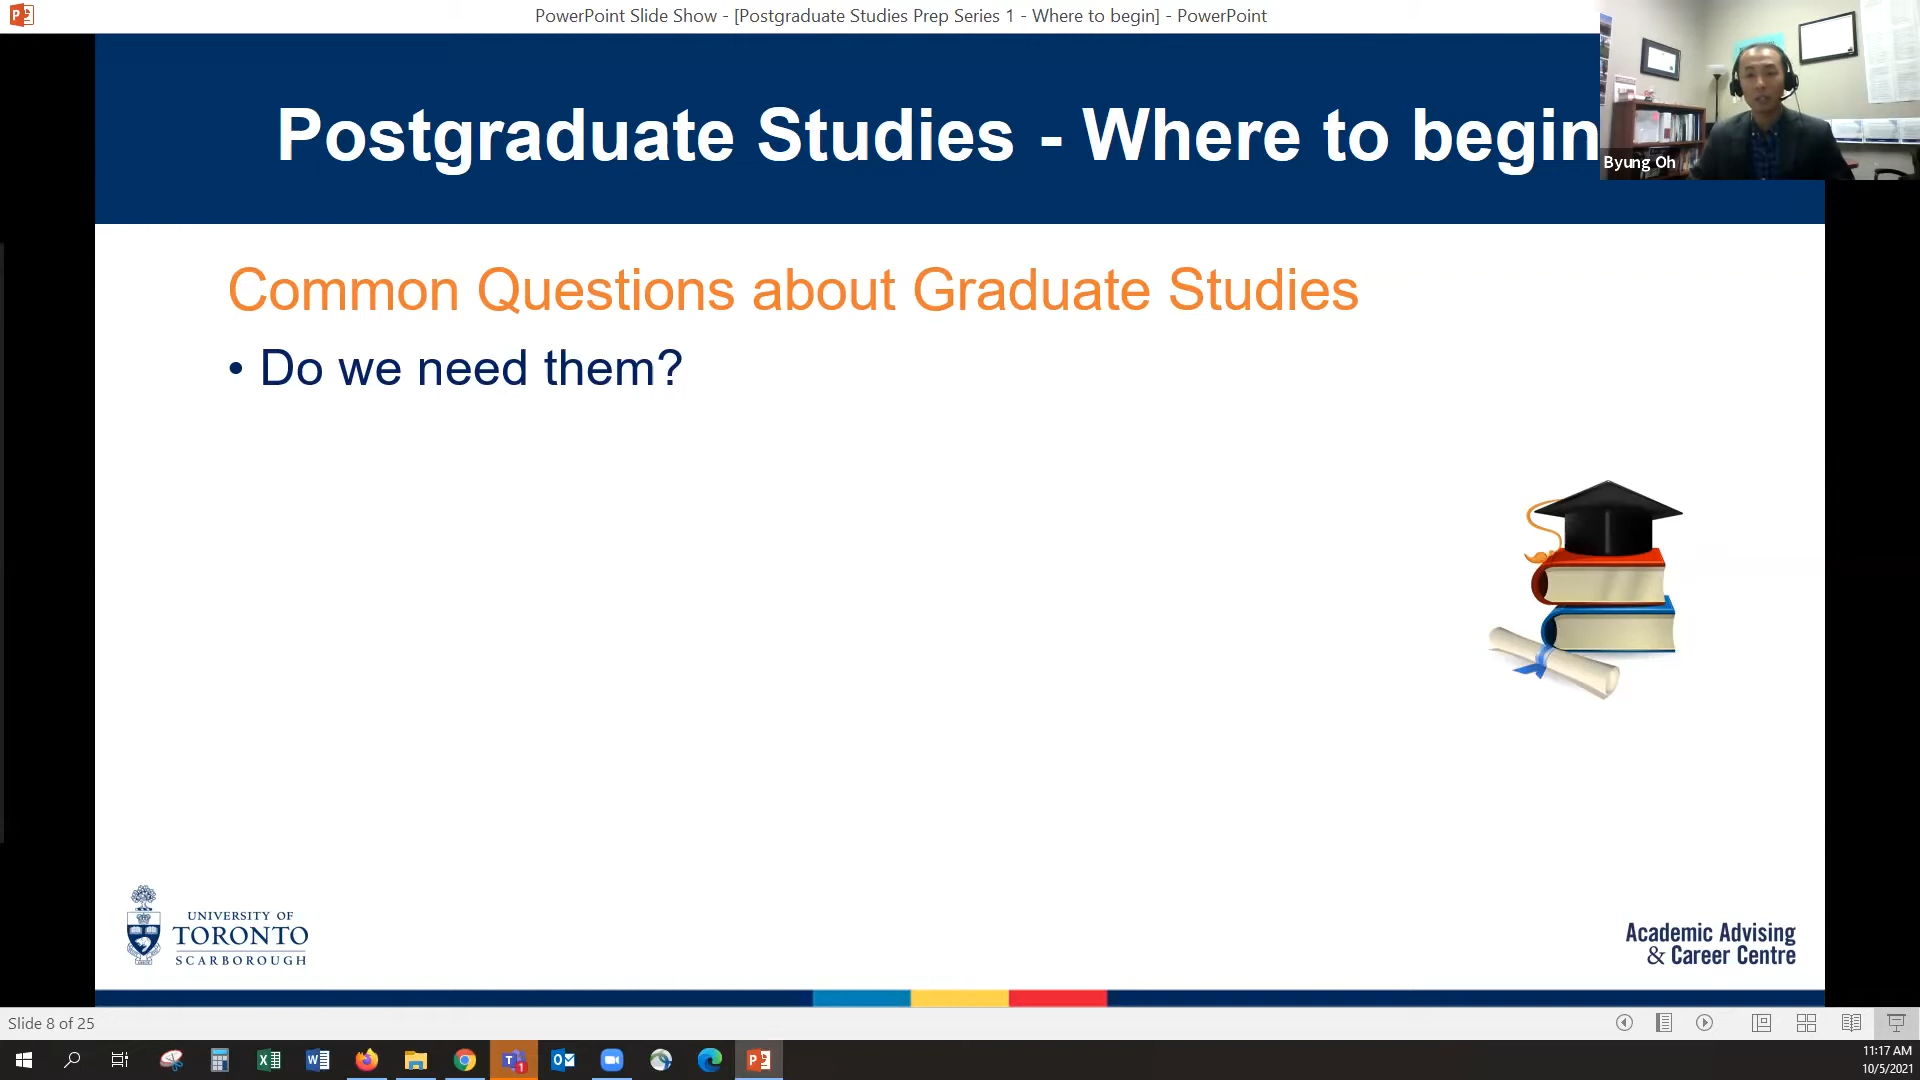 PowerPoint Slide Show - [Postgraduate Studies Prep Series 1 - Where to begin] - PowerPoint
Postgraduate Studies - Where to begin
Byung Oh
Common Questions about Graduate Studies
• Do we need them?
UNIVERSITY OF
TORONTO
SCARBOROUGH
Academic Advising
& Career Centre
Slide 8 of 25
11:17 AM
10/5/2021